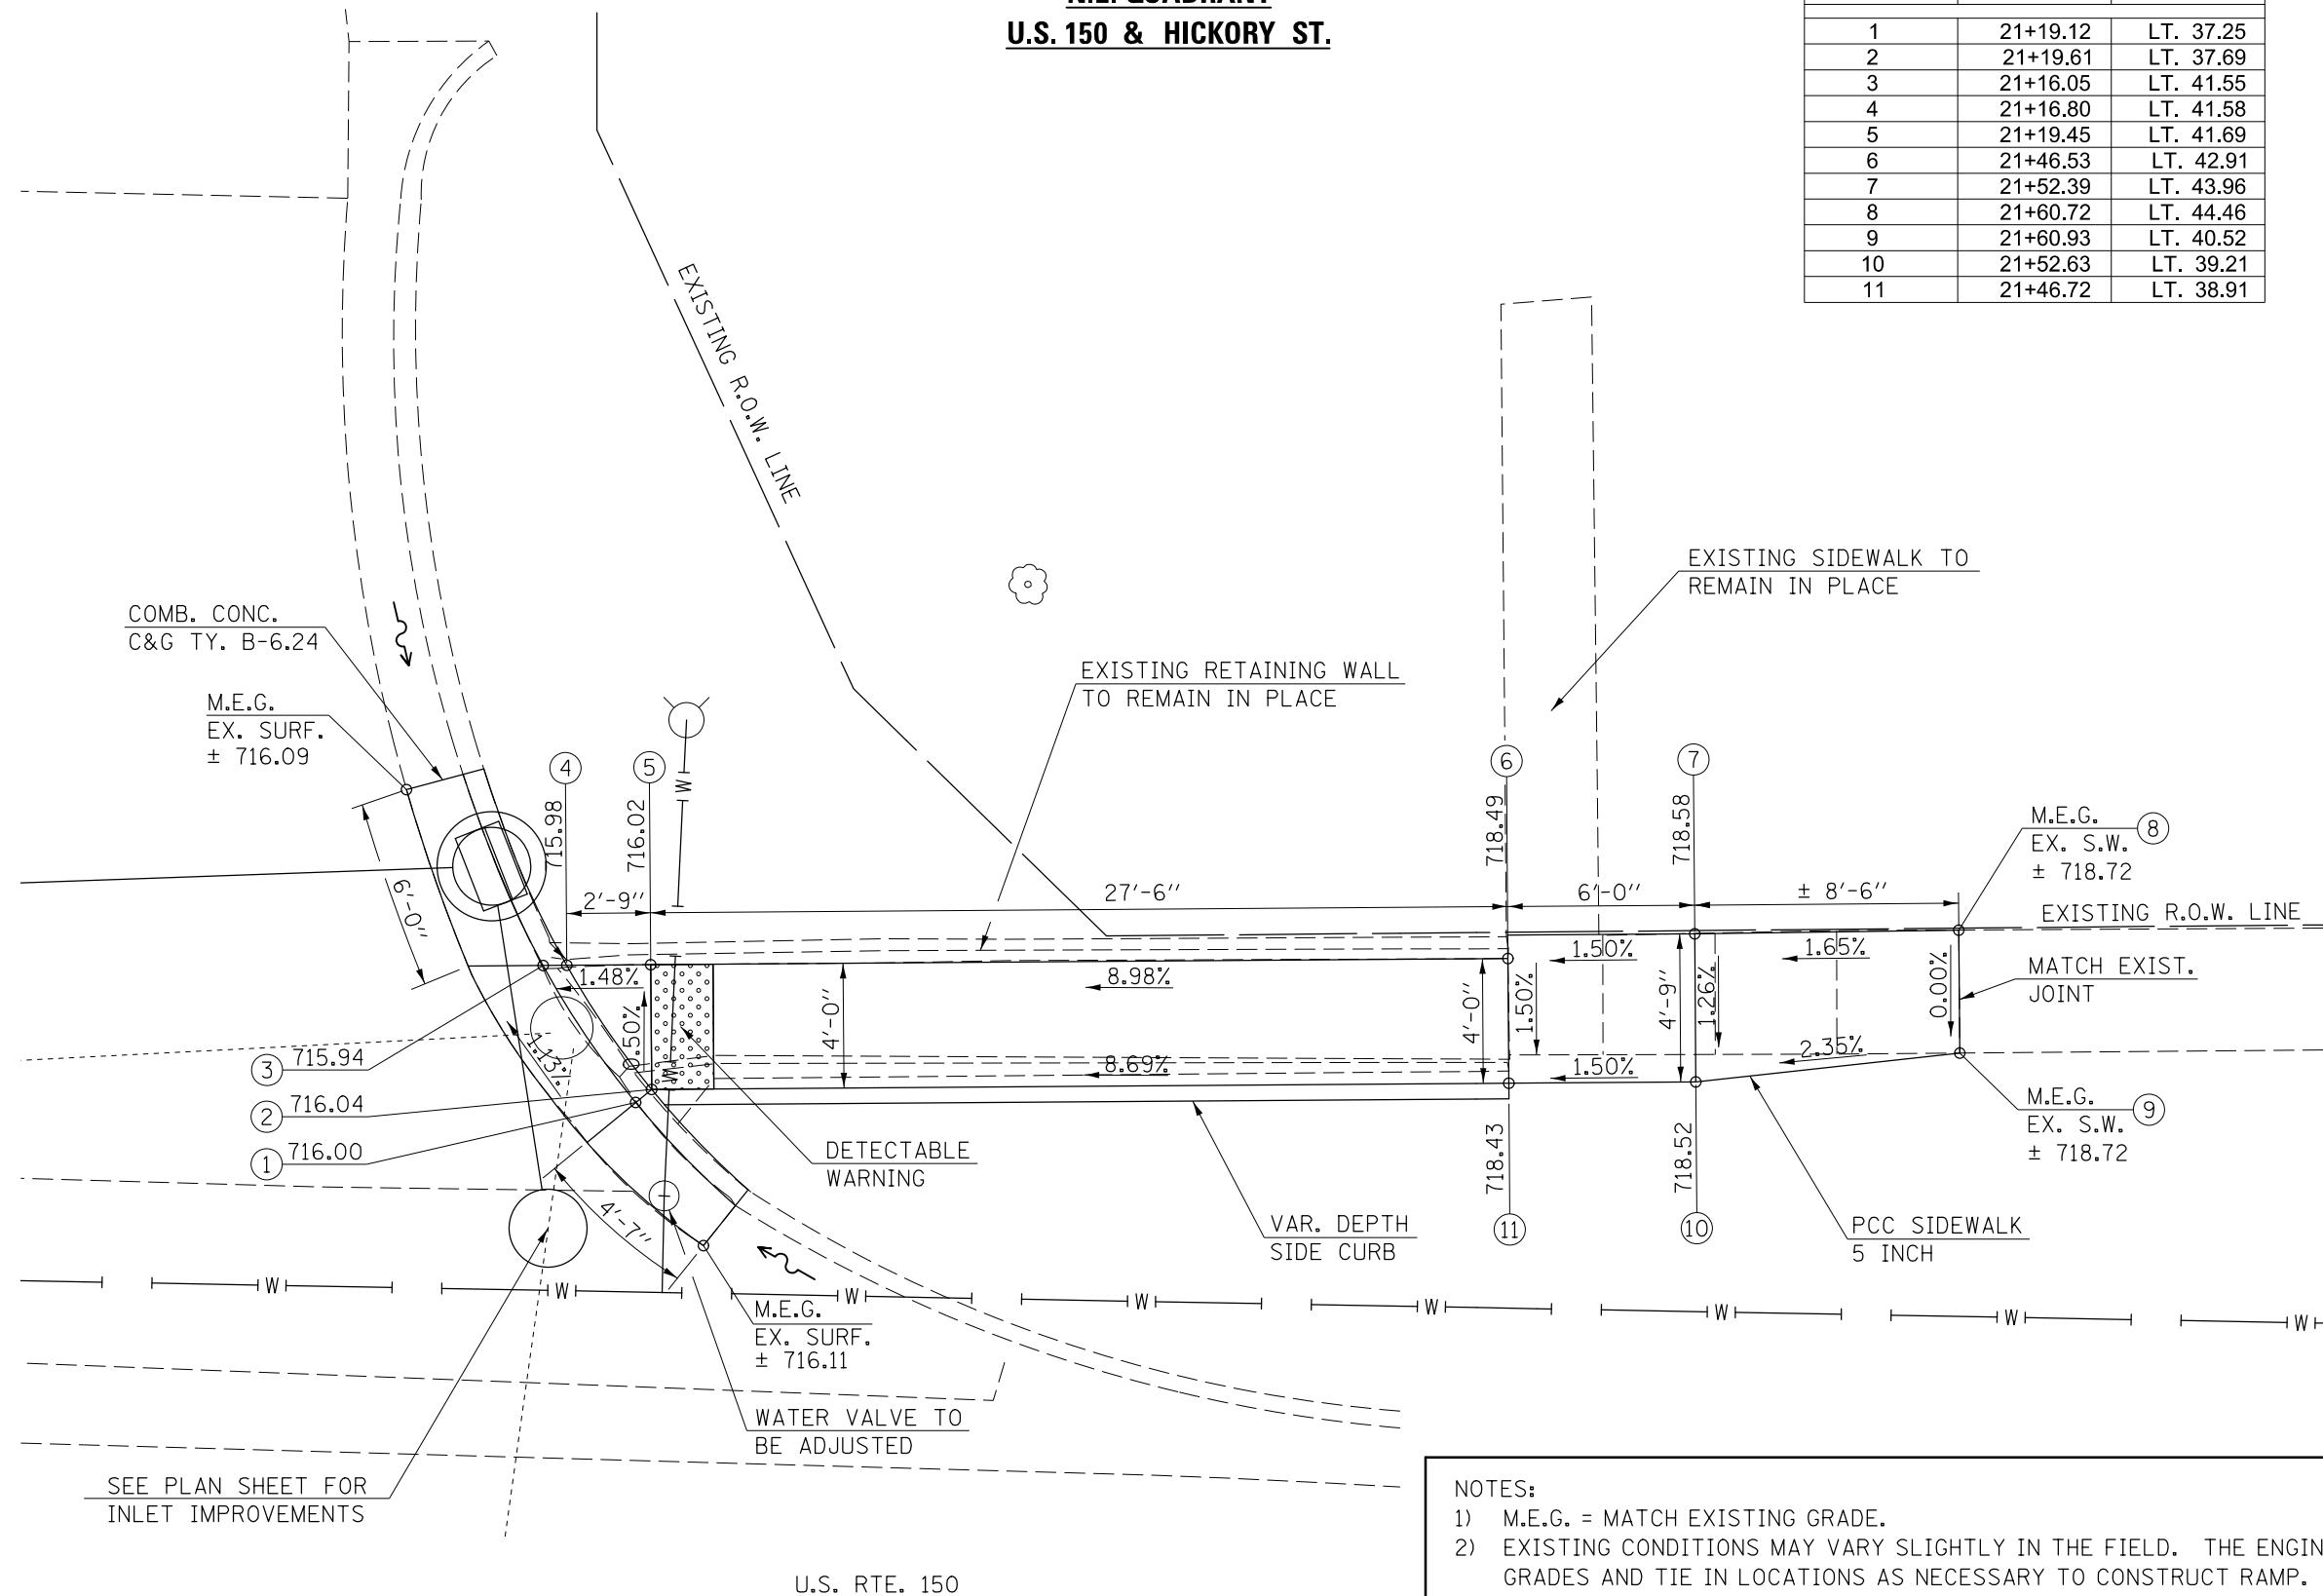 U.S. 150 & HICKORY ST.
1 21+19.12 LT. 37.25
2 21+19.61 LT. 37.69
3 21+16.05 LT. 41.55
4 21+16.80 LT. 41.58
5 21+19.45 LT. 41.69
6 21+46.53 LT. 42.91
7 21+52.39 LT. 43.96
8 21+60.72 LT. 44.46
9 21+60.93 LT. 40.52
10 21+52.63 LT. 39.21
11 21+46.72 LT. 38.91
EXISTING R.O.W. LINE
EXISTING SIDEWALK TO
REMAIN IN PLACE
COMB. CONC.
C&G TY. B-6.24
EXISTING RETAINING WALL
TO REMAIN IN PLACE
M.E.G.
EX. SURF.
± 716.09
4
5
6
7
715.98
716.02
718.49
718.58
M.E.G.
EX. S.W.
± 718.72
8
W
6'-0"
2'-9"
27'-6"
6'-0"
± 8'-6"
EXISTING R.O.W. LINE
1.48%
8.98%
1.50%
1.65%
MATCH EXIST.
JOINT
4'-0"
4'-0"
1.50%
4'-9"
1.26%
0.00%
1.13%
W
8.69%
1.50%
2.35%
3 715.94
2 716.04
1 716.00
DETECTABLE
WARNING
718.43
718.52
M.E.G.
EX. S.W.
± 718.72
9
4'-7"
VAR. DEPTH
SIDE CURB
11
10
PCC SIDEWALK
5 INCH
W W W W W W W W
M.E.G.
EX. SURF.
± 716.11
WATER VALVE TO
BE ADJUSTED
SEE PLAN SHEET FOR
INLET IMPROVEMENTS
U.S. RTE. 150
NOTES:
1) M.E.G. = MATCH EXISTING GRADE.
2) EXISTING CONDITIONS MAY VARY SLIGHTLY IN THE FIELD. THE ENGIN
GRADES AND TIE IN LOCATIONS AS NECESSARY TO CONSTRUCT RAMP.